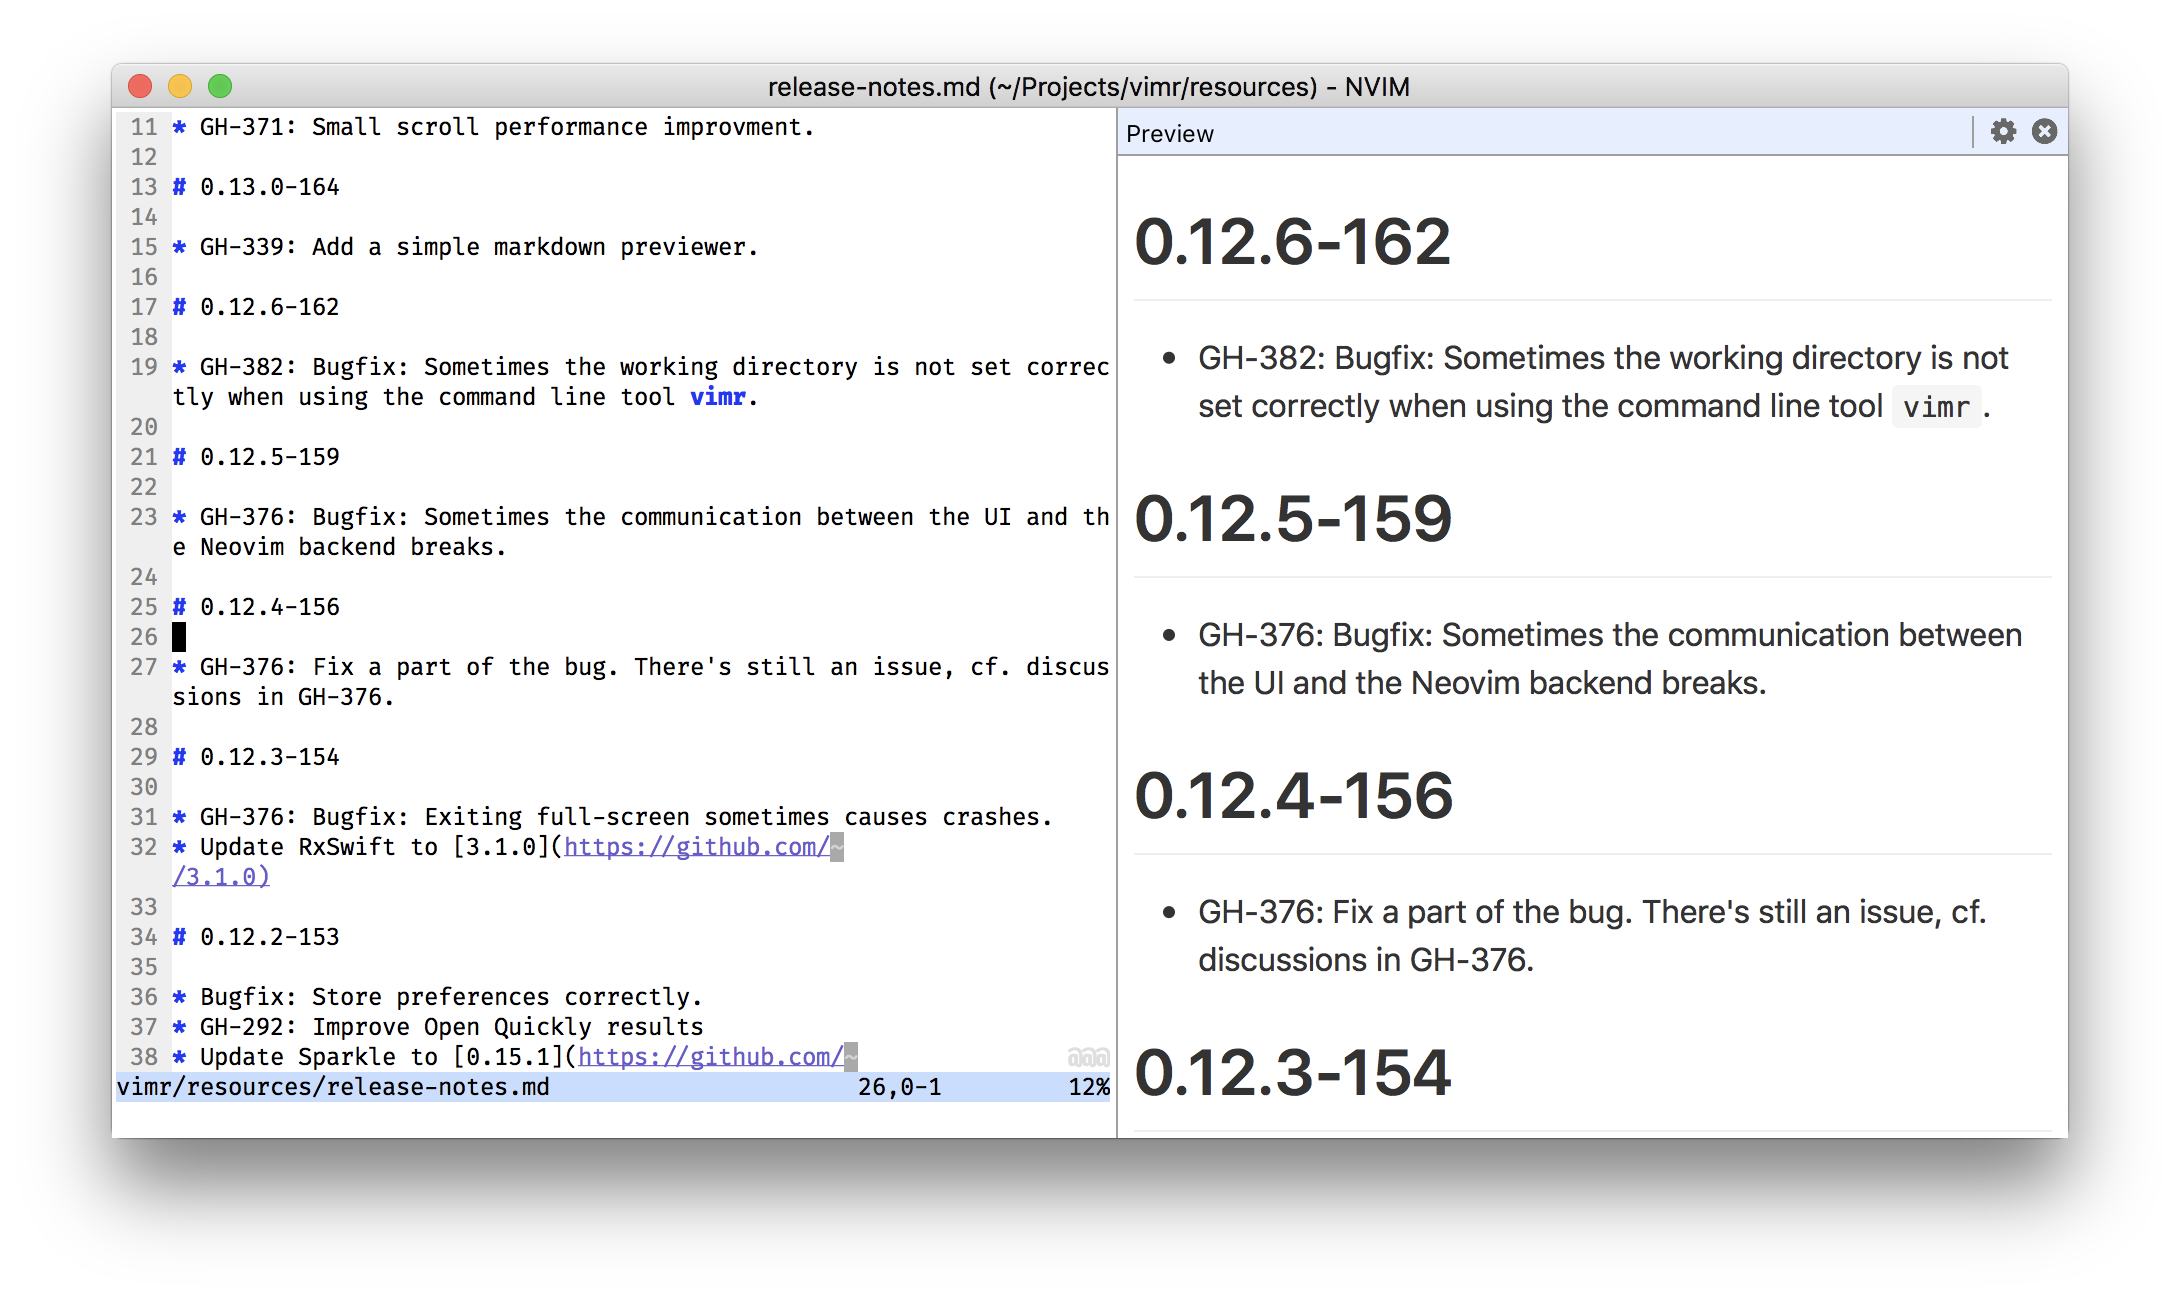 release-notes.md (~/Projects/vimr/resources) - NVIM
11 * GH-371: Small scroll performance improvment.
12
13 # 0.13.0-164
14
15 * GH-339: Add a simple markdown previewer.
16
17 # 0.12.6-162
18
19 * GH-382: Bugfix: Sometimes the working directory is not set correc
tly when using the command line tool vimr.
20
21 # 0.12.5-159
22
23 * GH-376: Bugfix: Sometimes the communication between the UI and th
e Neovim backend breaks.
24
25 # 0.12.4-156
26
27 * GH-376: Fix a part of the bug. There's still an issue, cf. discus
sions in GH-376.
28
29 # 0.12.3-154
30
31 * GH-376: Bugfix: Exiting full-screen sometimes causes crashes.
32 * Update RxSwift to [3.1.0](https://github.com/~
/3.1.0)
33
34 # 0.12.2-153
35
36 * Bugfix: Store preferences correctly.
37 * GH-292: Improve Open Quickly results
38 * Update Sparkle to [0.15.1](https://github.com/~ @@@
vimr/resources/release-notes.md 26,0-1 12%
Preview
0.12.6-162
• GH-382: Bugfix: Sometimes the working directory is not
set correctly when using the command line tool vimr .
0.12.5-159
• GH-376: Bugfix: Sometimes the communication between
the UI and the Neovim backend breaks.
0.12.4-156
• GH-376: Fix a part of the bug. There's still an issue, cf.
discussions in GH-376.
0.12.3-154